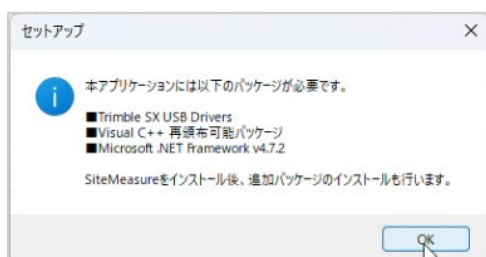 セットアップ
本アプリケーションには以下のパッケージが必要です。
■Trimble SX USB Drivers
■Visual C++ 再頒布可能パッケージ
■Microsoft .NET Framework v4.7.2
SiteMeasureをインストール後、追加パッケージのインストールも行います。
OK